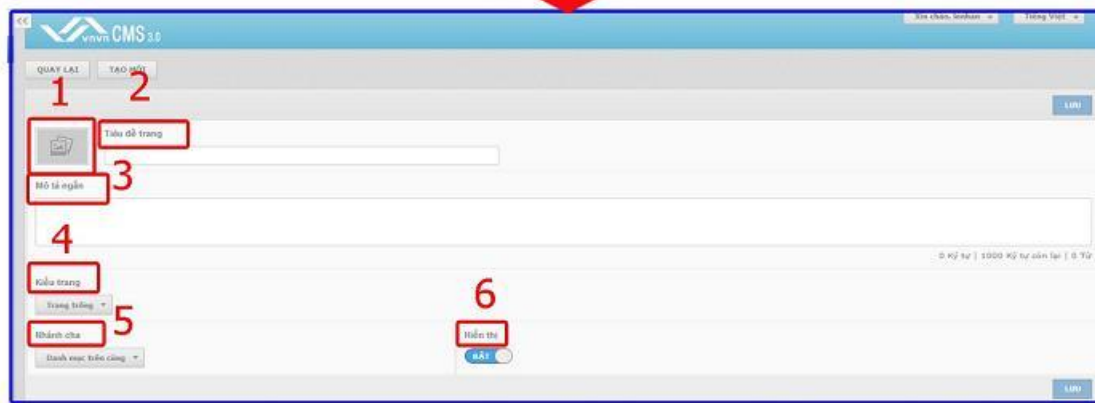 <<
vnvn CMS 3.0
Xin chào, lenhan
Tiếng Việt
QUAY LẠI
TẠO MỚI
1
2
LƯU
Tiêu đề trang
3
Mô tả ngắn
4
0 Ký tự | 1000 Ký tự còn lại | 0 Từ
Kiểu trang
Trang trống
5
6
Nhánh cha
Hiển thị
Danh mục trên cùng
BẬT
LƯU